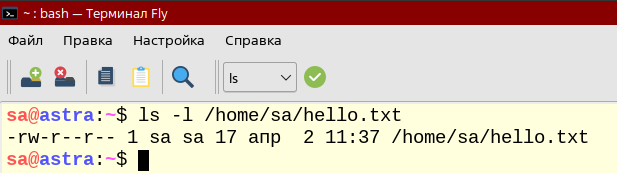 ~ : bash — Терминал Fly
Файл Правка Настройка Справка
ls
sa@astra:~$ ls -l /home/sa/hello.txt
-rw-r--r-- 1 sa sa 17 апр  2 11:37 /home/sa/hello.txt
sa@astra:~$